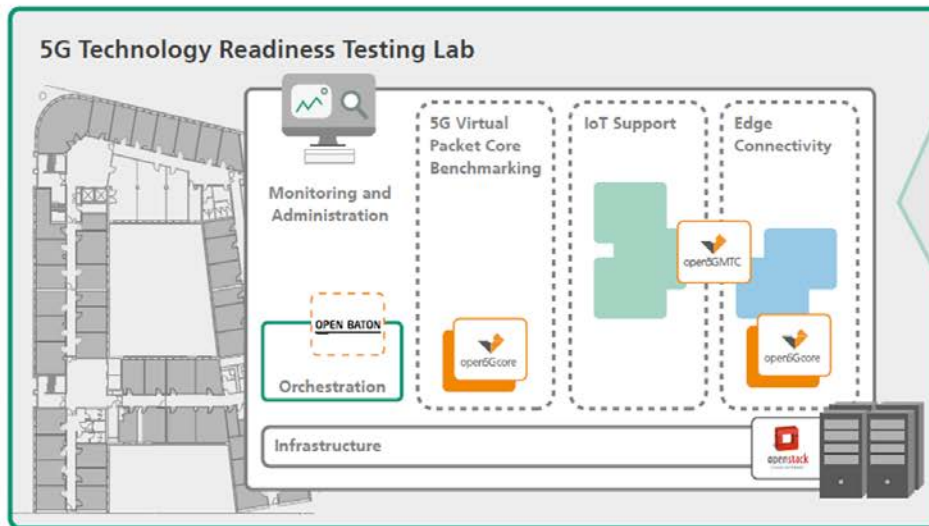 5G Technology Readiness Testing Lab
5G Virtual
Packet Core
Benchmarking
IoT Support
Edge
Connectivity
Monitoring and
Administration
open5GMTC
OPEN BATON
open5Gcore
open5Gcore
Orchestration
Infrastructure
openstack